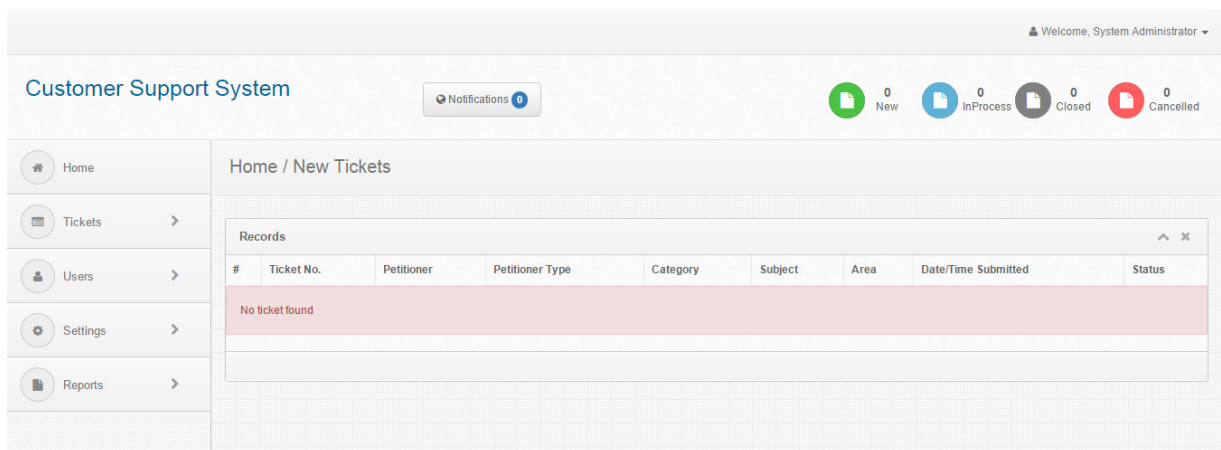 Welcome, System Administrator
Customer Support System
Notifications 0
0 New
0 InProcess
0 Closed
0 Cancelled
Home
Home / New Tickets
Tickets
Users
Settings
Reports
Records
# Ticket No. Petitioner Petitioner Type Category Subject Area Date/Time Submitted Status
No ticket found